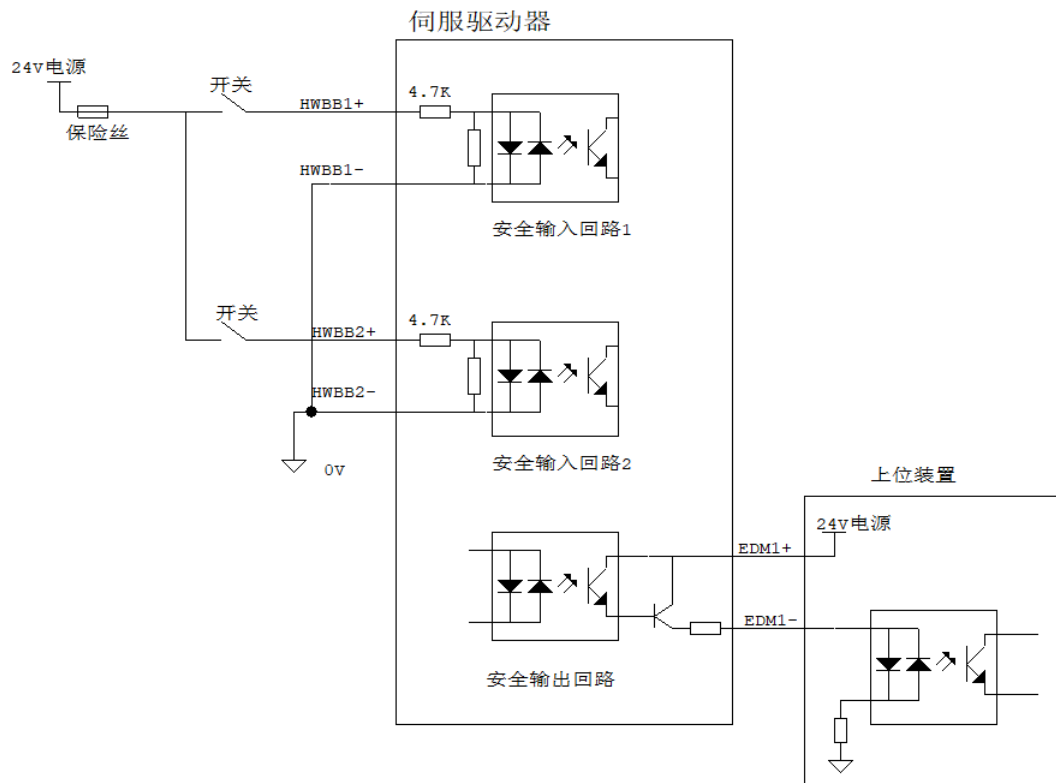 伺服驱动器
24V电源
开关
HWBB1+
4.7K
保险丝
HWBB1-
安全输入回路1
开关
HWBB2+
4.7K
HWBB2-
0V
安全输入回路2
上位装置
24V电源
EDM1+
EDM1-
安全输出回路